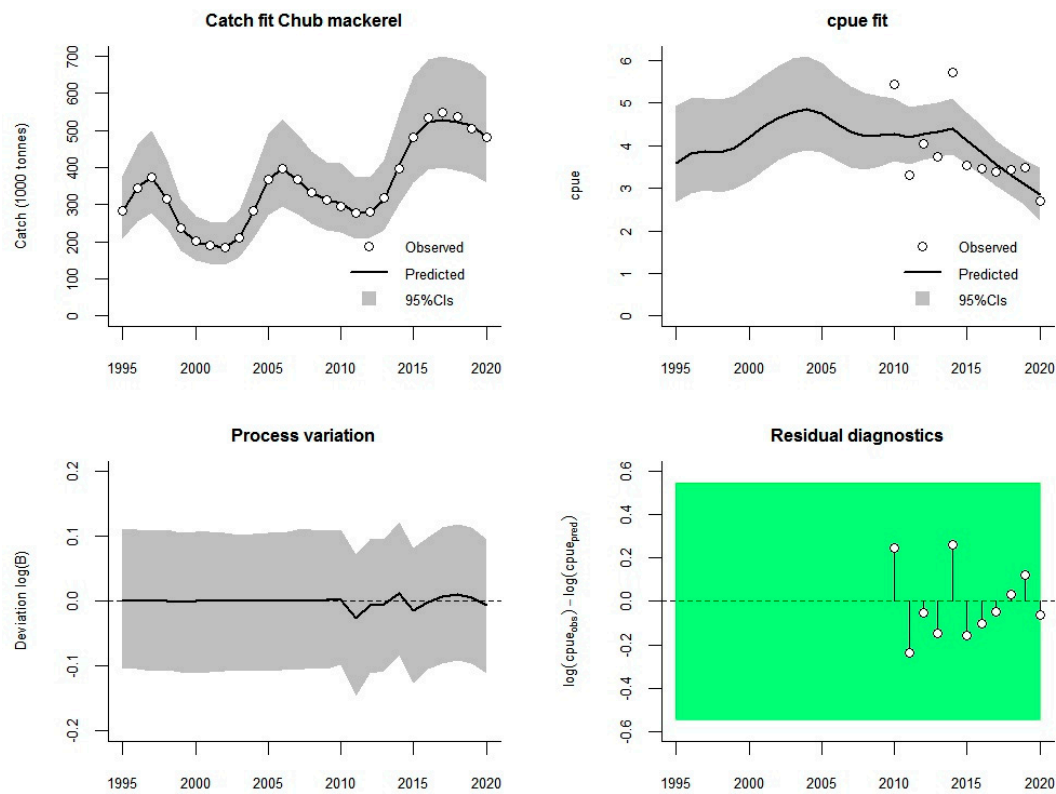 Catch fit Chub mackerel
Catch (1000 tonnes)
700
600
500
400
300
200
100
0
Observed
Predicted
95%CIs
1995 2000 2005 2010 2015 2020
cpue fit
cpue
6
5
4
3
2
1
0
Observed
Predicted
95%CIs
1995 2000 2005 2010 2015 2020
Process variation
Deviation log(B)
0.2
0.1
0.0
-0.1
-0.2
1995 2000 2005 2010 2015 2020
Residual diagnostics
log(cpue_obs) − log(cpue_pred)
0.6
0.4
0.2
0.0
-0.2
-0.4
-0.6
1995 2000 2005 2010 2015 2020